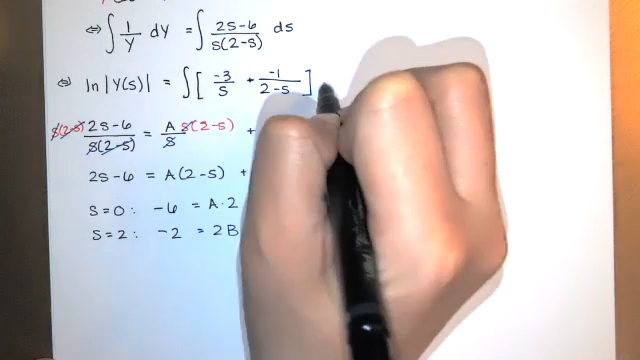 ⇔ ∫ 1/Y dY = ∫ 2s-6/s(2-s) ds
⇔ ln|Y(s)| = ∫ [ -3/s + -1/2-s ]
s(2-s) 2s-6/s(2-s) = A/s s(2-s) +
2s-6 = A(2-s) +
s=0: -6 = A·2
s=2: -2 = 2B